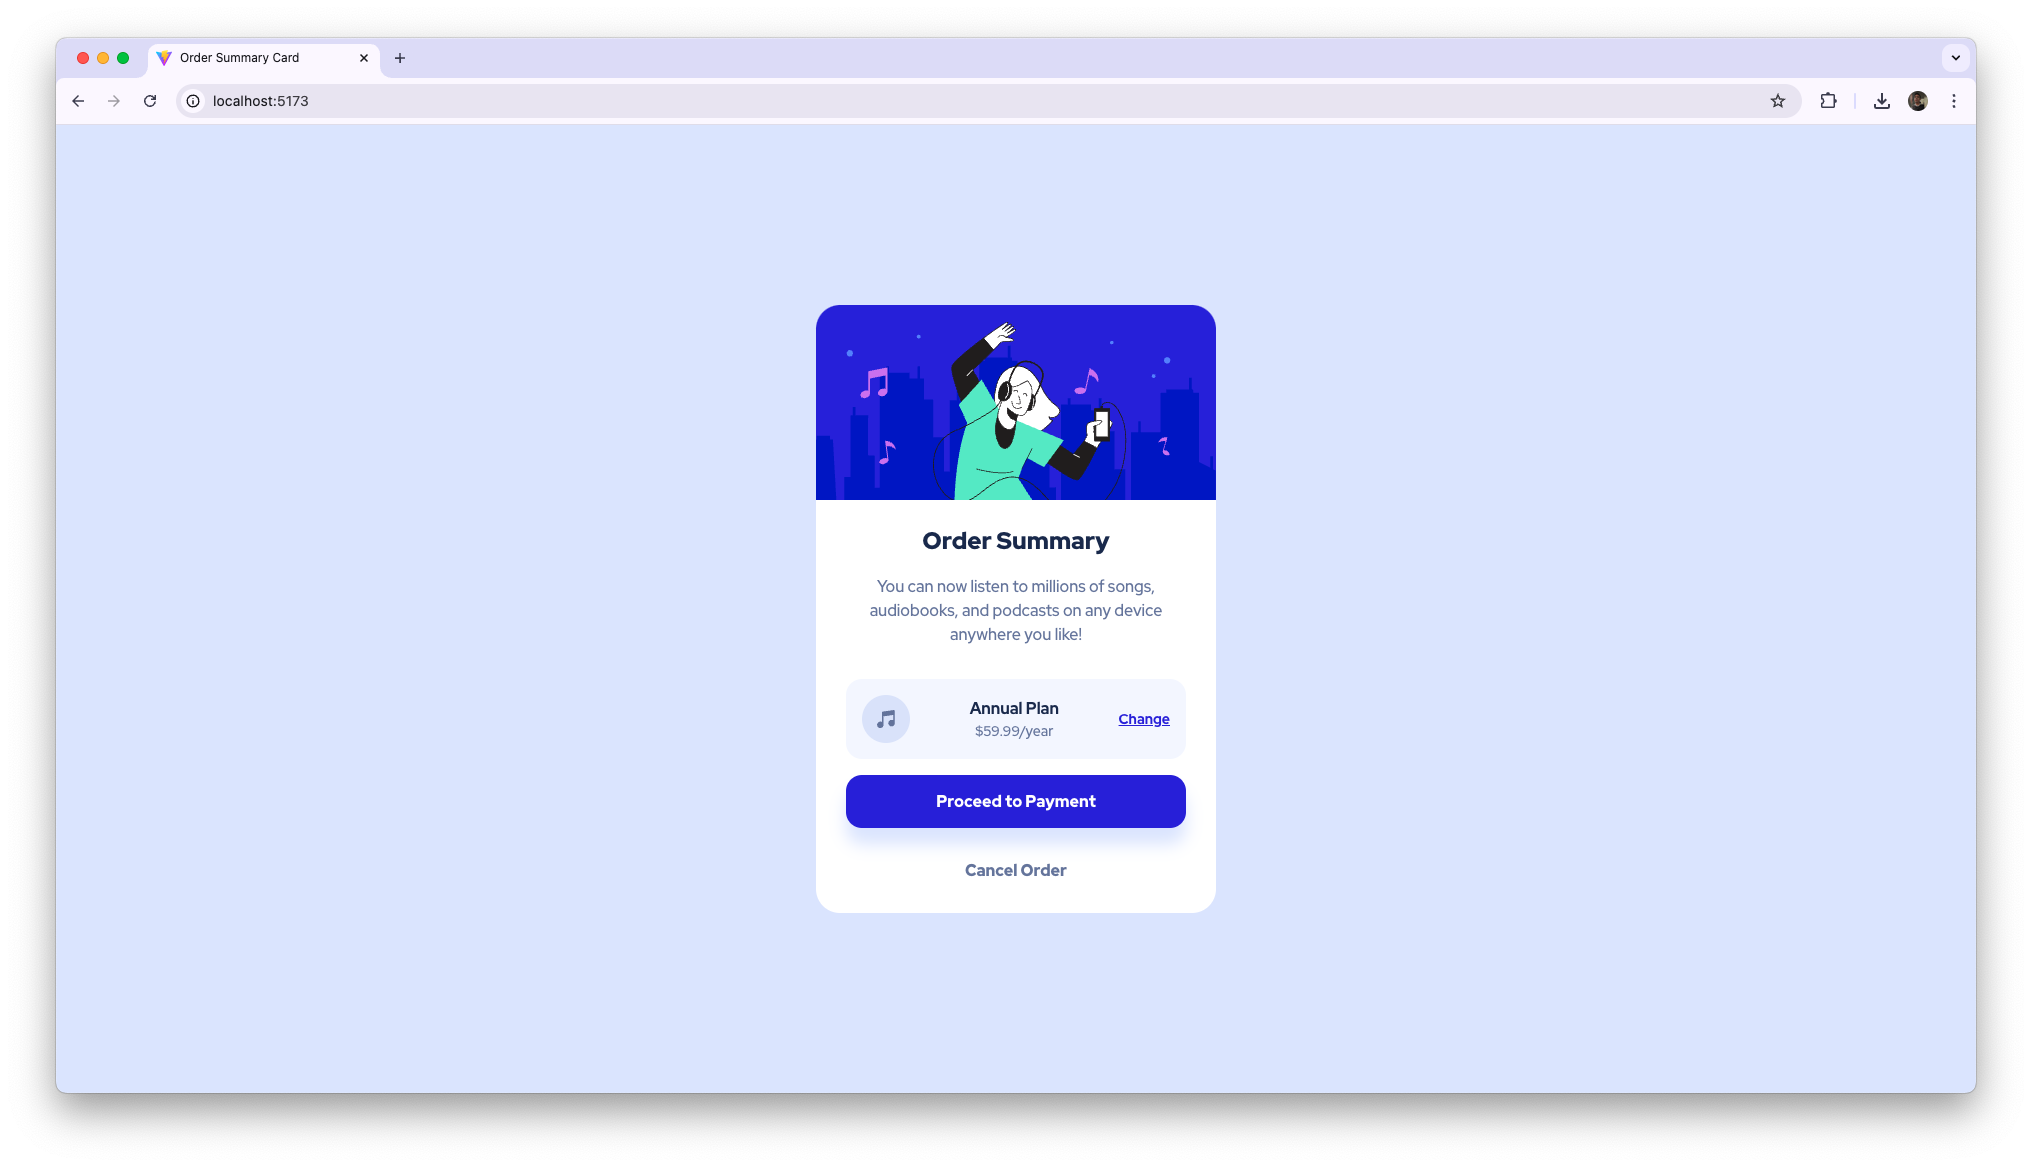 Order Summary Card
localhost:5173
Order Summary
You can now listen to millions of songs,
audiobooks, and podcasts on any device
anywhere you like!
Annual Plan
$59.99/year
Change
Proceed to Payment
Cancel Order